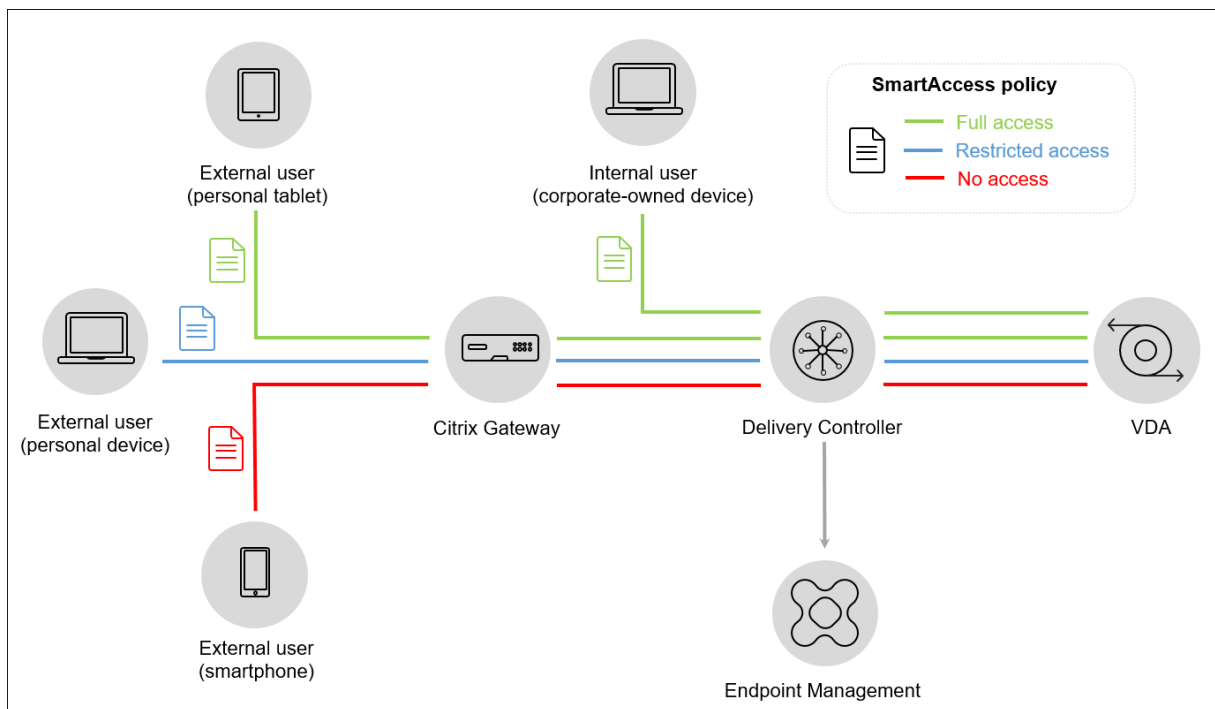 SmartAccess policy
Full access
Restricted access
No access
External user
(personal tablet)
Internal user
(corporate-owned device)
External user
(personal device)
Citrix Gateway
Delivery Controller
VDA
External user
(smartphone)
Endpoint Management